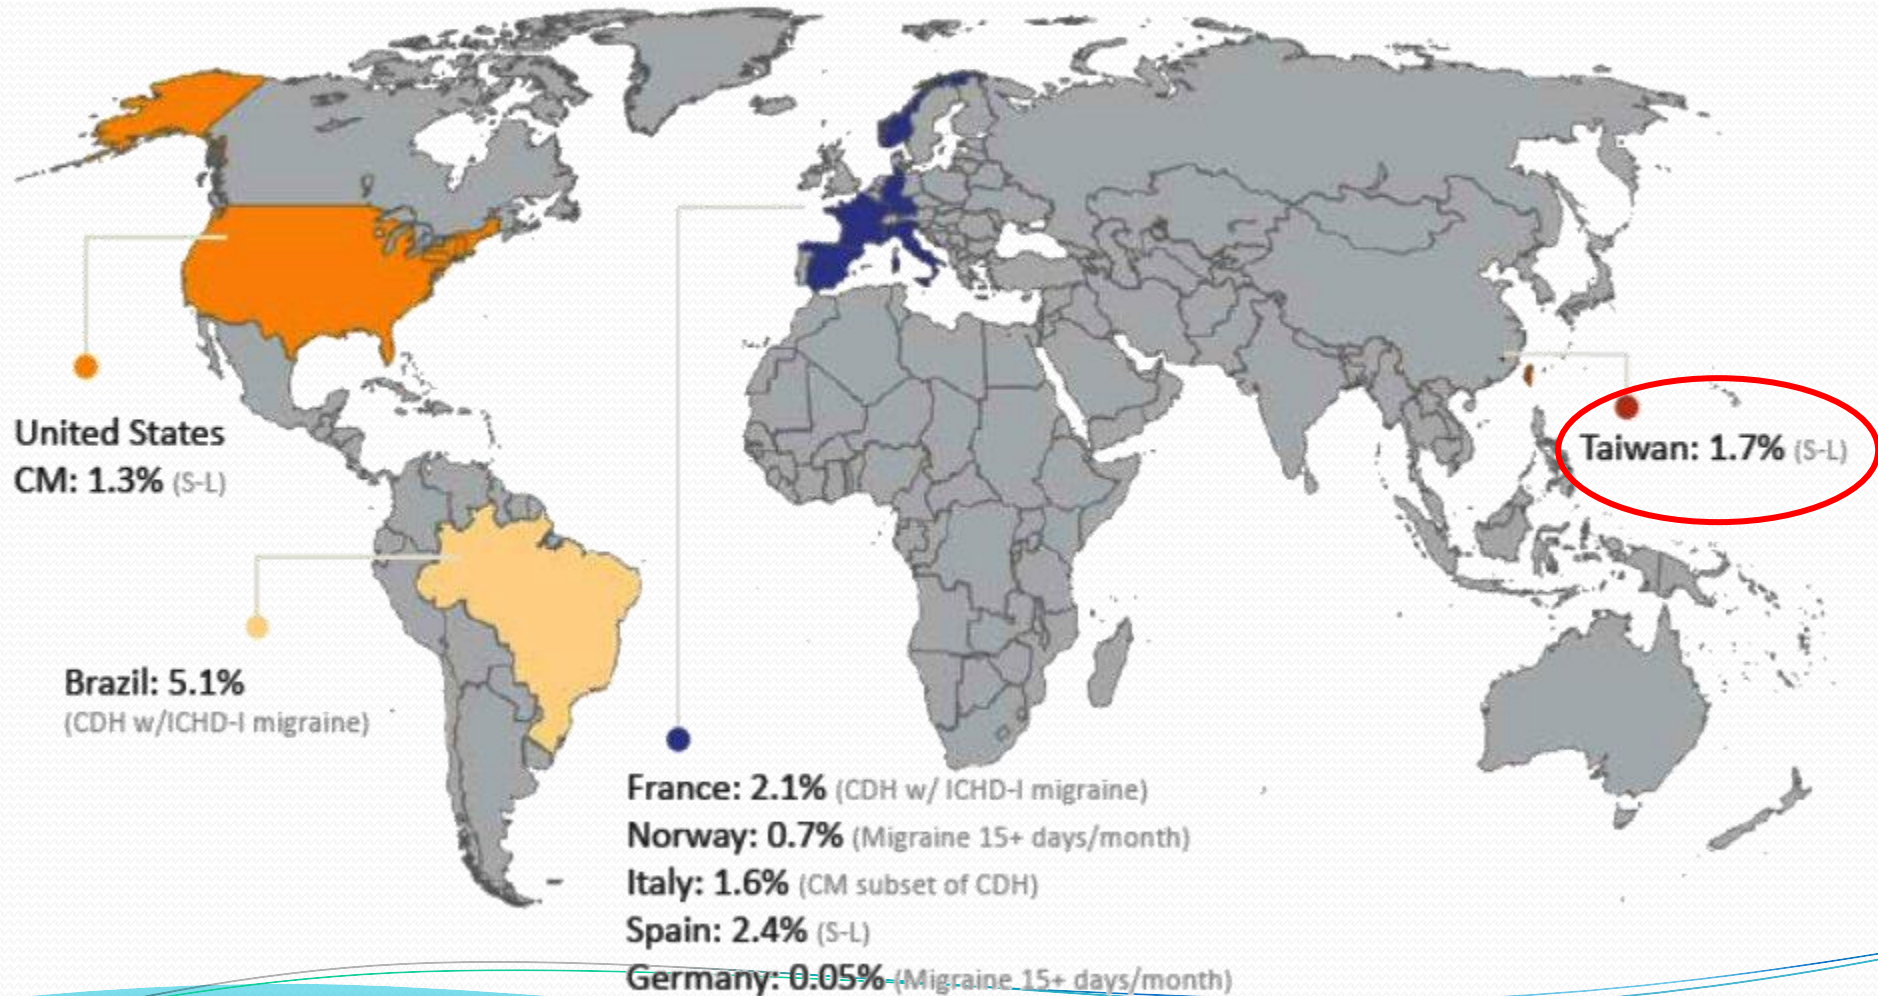 United States
CM: 1.3% (S-L)
Taiwan: 1.7% (S-L)
Brazil: 5.1%
(CDH w/ICHD-I migraine)
France: 2.1% (CDH w/ ICHD-I migraine)
Norway: 0.7% (Migraine 15+ days/month)
Italy: 1.6% (CM subset of CDH)
Spain: 2.4% (S-L)
Germany: 0.05% (Migraine 15+ days/month)